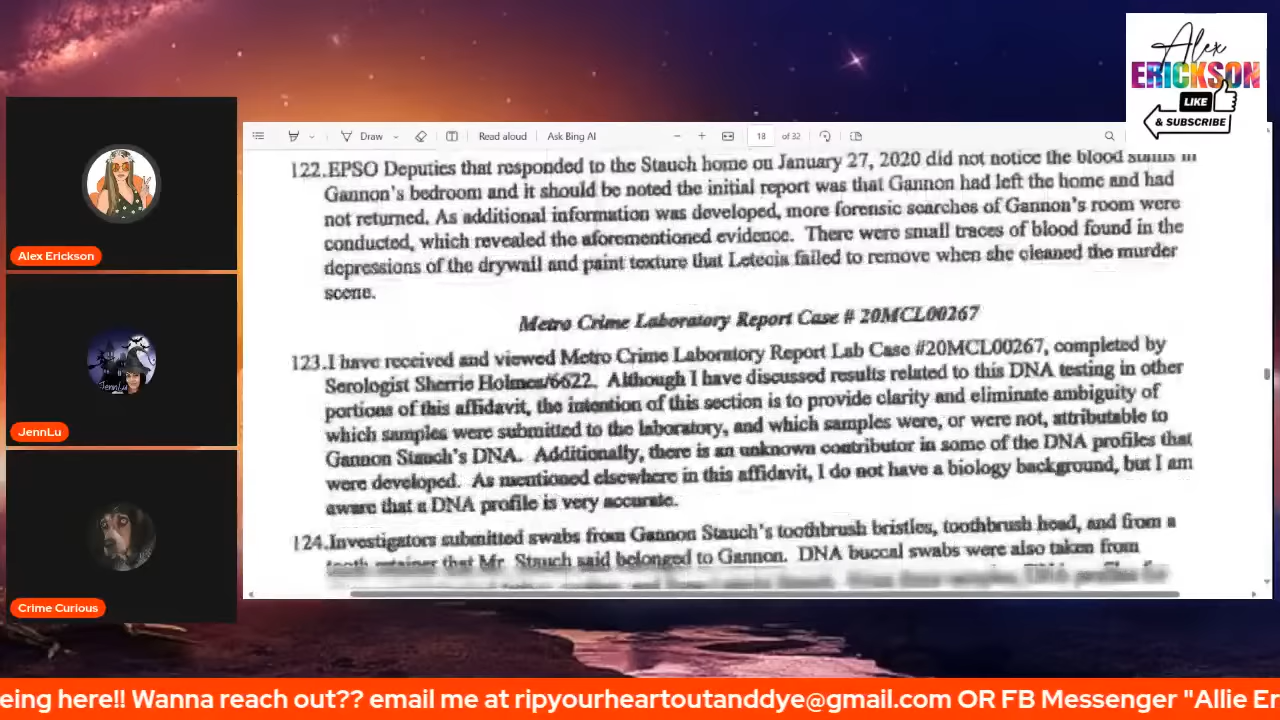 Alex
ERICKSON
LIKE
& SUBSCRIBE
Draw
Read aloud
Ask Bing AI
18
of 32
122.EPSO Deputies that responded to the Stauch home on January 27, 2020 did not notice the blood stains in
Gannon's bedroom and it should be noted the initial report was that Gannon had left the home and had
not returned. As additional information was developed, more forensic searches of Gannon's room were
conducted, which revealed the aforementioned evidence. There were small traces of blood found in the
depressions of the drywall and paint texture that Letecia failed to remove when she cleaned the murder
scene.
Metro Crime Laboratory Report Case # 20MCL00267
123.I have received and viewed Metro Crime Laboratory Report Lab Case #20MCL00267, completed by
Serologist Sherrie Holmes/6622. Although I have discussed results related to this DNA testing in other
portions of this affidavit, the intention of this section is to provide clarity and eliminate ambiguity of
which samples were submitted to the laboratory, and which samples were, or were not, attributable to
Gannon Stauch's DNA. Additionally, there is an unknown contributor in some of the DNA profiles that
were developed. As mentioned elsewhere in this affidavit, I do not have a biology background, but I am
aware that a DNA profile is very accurate.
124.Investigators submitted swabs from Gannon Stauch's toothbrush bristles, toothbrush head, and from a
tooth retainer that Mr. Stauch said belonged to Gannon. DNA buccal swabs were also taken from
Alex Erickson
JennLu
JennLu
Crime Curious
eing here!! Wanna reach out?? email me at ripyourheartoutanddye@gmail.com OR FB Messenger "Allie Er